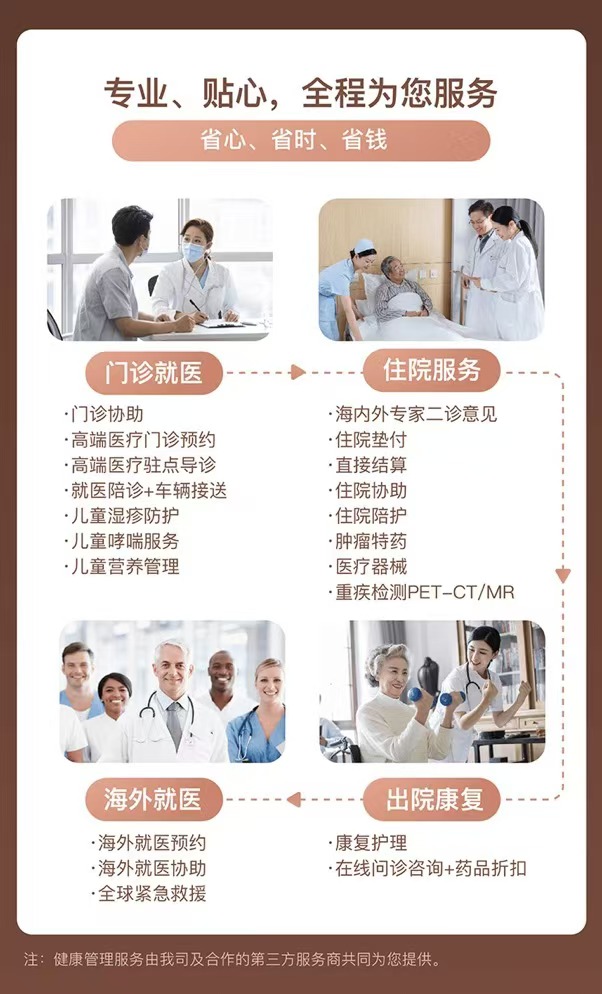 专业、贴心，全程为您服务
省心、省时、省钱
门诊就医
·门诊协助
·高端医疗门诊预约
·高端医疗驻点导诊
·就医陪诊+车辆接送
·儿童湿疹防护
·儿童哮喘服务
·儿童营养管理
住院服务
·海内外专家二诊意见
·住院垫付
·直接结算
·住院协助
·住院陪护
·肿瘤特药
·医疗器械
·重疾检测PET-CT/MR
海外就医
·海外就医预约
·海外就医协助
·全球紧急救援
出院康复
·康复护理
·在线问诊咨询+药品折扣
注：健康管理服务由我司及合作的第三方服务商共同为您提供。